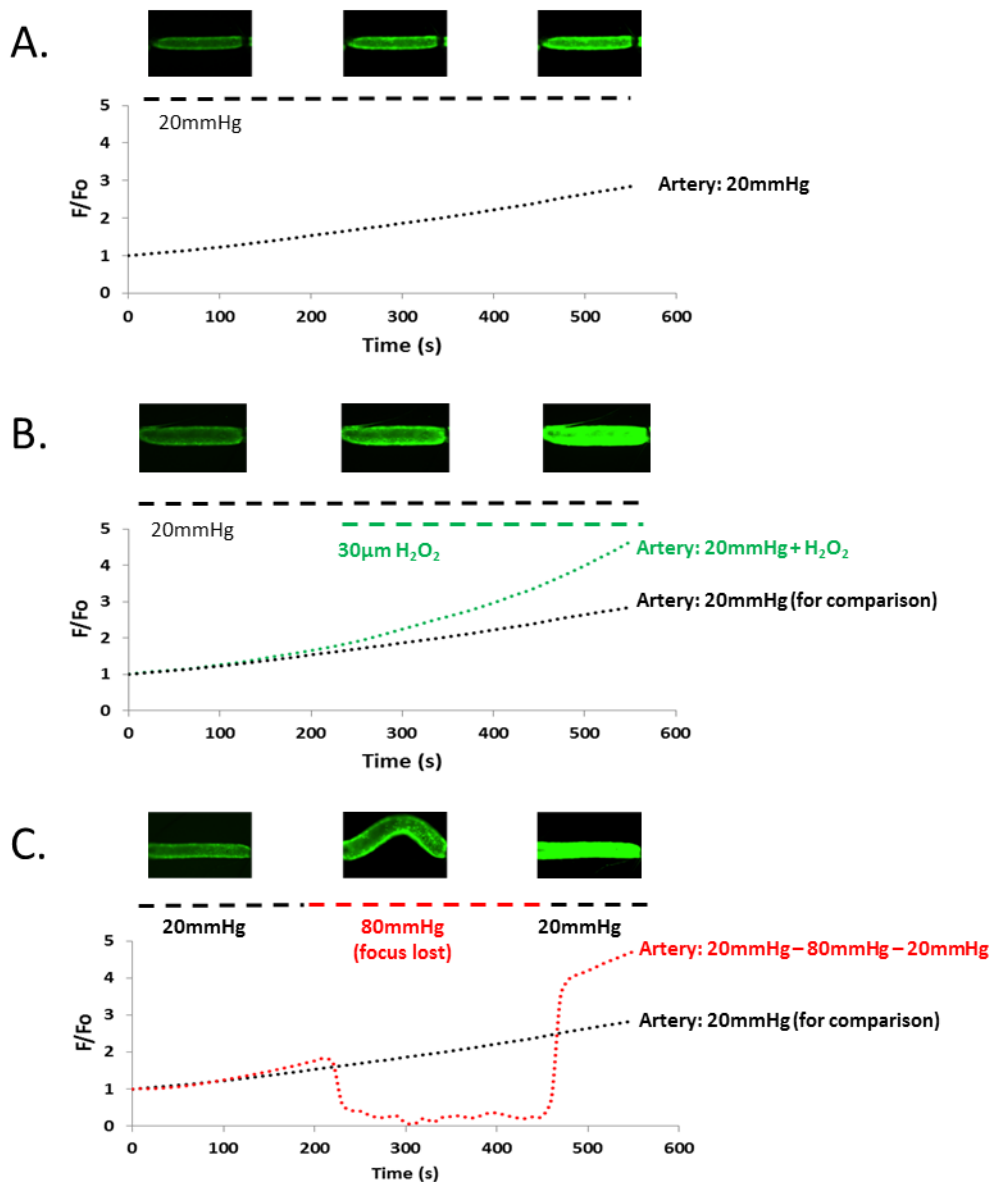 A.
20mmHg
5
4
3
2
1
0
F/Fo
Artery: 20mmHg
0 100 200 300 400 500 600
Time (s)
B.
20mmHg
30µm H₂O₂
5
4
3
2
1
0
F/Fo
Artery: 20mmHg + H₂O₂
Artery: 20mmHg (for comparison)
0 100 200 300 400 500 600
Time (s)
C.
20mmHg
80mmHg
(focus lost)
20mmHg
5
4
3
2
1
0
F/Fo
Artery: 20mmHg – 80mmHg – 20mmHg
Artery: 20mmHg (for comparison)
0 100 200 300 400 500 600
Time (s)